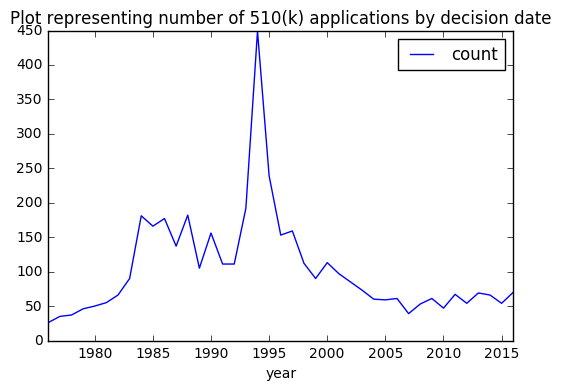 Plot representing number of 510(k) applications by decision date
450
400
350
300
250
200
150
100
50
0
count
1980 1985 1990 1995 2000 2005 2010 2015
year